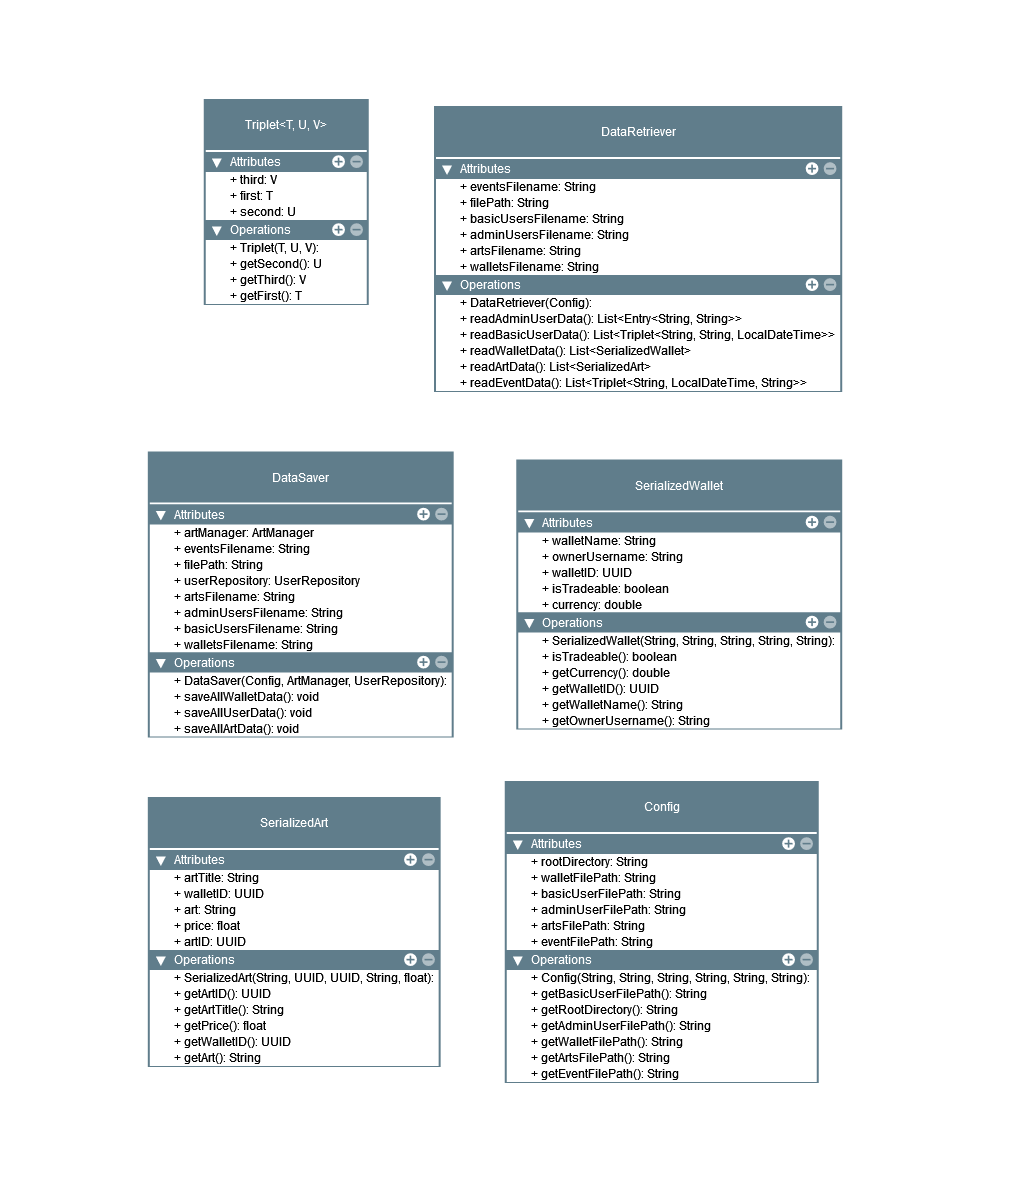 Triplet<T, U, V>
Attributes
+ third: V
+ first: T
+ second: U
Operations
+ Triplet(T, U, V):
+ getSecond(): U
+ getThird(): V
+ getFirst(): T
DataRetriever
Attributes
+ eventsFilename: String
+ filePath: String
+ basicUsersFilename: String
+ adminUsersFilename: String
+ artsFilename: String
+ walletsFilename: String
Operations
+ DataRetriever(Config):
+ readAdminUserData(): List<Entry<String, String>>
+ readBasicUserData(): List<Triplet<String, String, LocalDateTime>>
+ readWalletData(): List<SerializedWallet>
+ readArtData(): List<SerializedArt>
+ readEventData(): List<Triplet<String, LocalDateTime, String>>
DataSaver
Attributes
+ artManager: ArtManager
+ eventsFilename: String
+ filePath: String
+ userRepository: UserRepository
+ artsFilename: String
+ adminUsersFilename: String
+ basicUsersFilename: String
+ walletsFilename: String
Operations
+ DataSaver(Config, ArtManager, UserRepository):
+ saveAllWalletData(): void
+ saveAllUserData(): void
+ saveAllArtData(): void
SerializedWallet
Attributes
+ walletName: String
+ ownerUsername: String
+ walletID: UUID
+ isTradeable: boolean
+ currency: double
Operations
+ SerializedWallet(String, String, String, String, String):
+ isTradeable(): boolean
+ getCurrency(): double
+ getWalletID(): UUID
+ getWalletName(): String
+ getOwnerUsername(): String
SerializedArt
Attributes
+ artTitle: String
+ walletID: UUID
+ art: String
+ price: float
+ artID: UUID
Operations
+ SerializedArt(String, UUID, UUID, String, float):
+ getArtID(): UUID
+ getArtTitle(): String
+ getPrice(): float
+ getWalletID(): UUID
+ getArt(): String
Config
Attributes
+ rootDirectory: String
+ walletFilePath: String
+ basicUserFilePath: String
+ adminUserFilePath: String
+ artsFilePath: String
+ eventFilePath: String
Operations
+ Config(String, String, String, String, String, String):
+ getBasicUserFilePath(): String
+ getRootDirectory(): String
+ getAdminUserFilePath(): String
+ getWalletFilePath(): String
+ getArtsFilePath(): String
+ getEventFilePath(): String